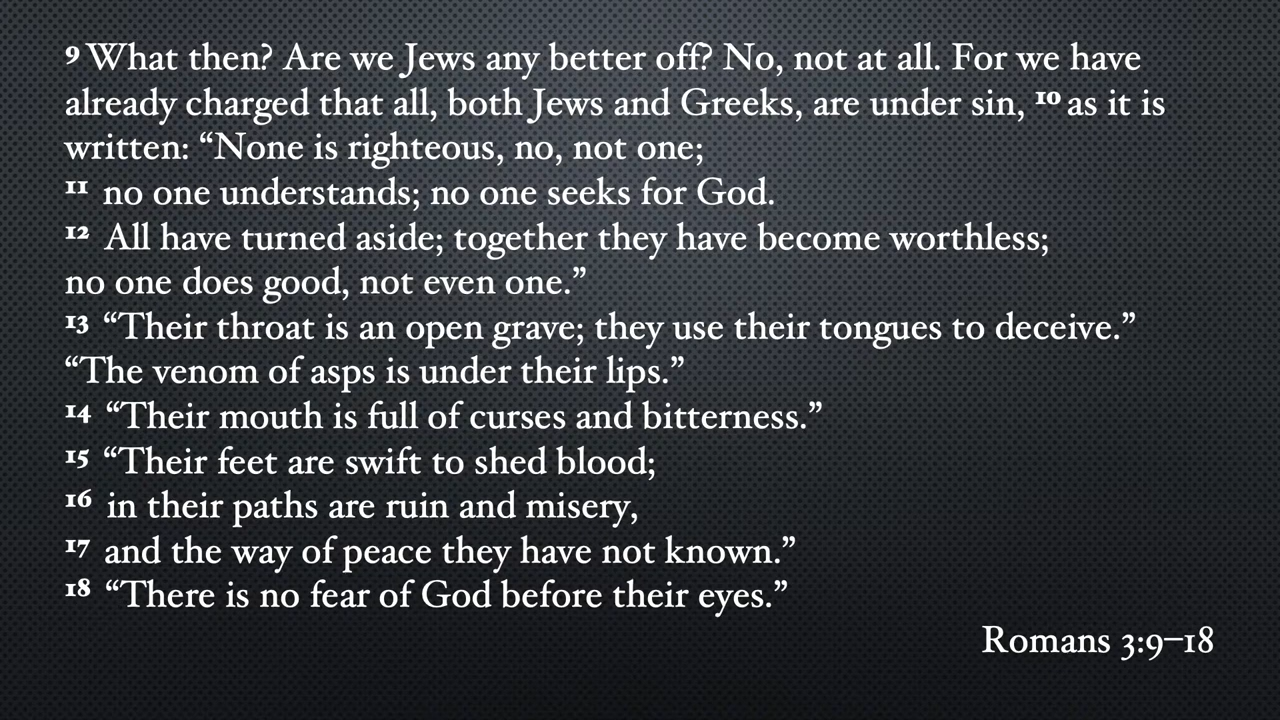 9 What then? Are we Jews any better off? No, not at all. For we have
already charged that all, both Jews and Greeks, are under sin, 10 as it is
written: “None is righteous, no, not one;
11 no one understands; no one seeks for God.
12 All have turned aside; together they have become worthless;
no one does good, not even one.”
13 “Their throat is an open grave; they use their tongues to deceive.”
“The venom of asps is under their lips.”
14 “Their mouth is full of curses and bitterness.”
15 “Their feet are swift to shed blood;
16 in their paths are ruin and misery,
17 and the way of peace they have not known.”
18 “There is no fear of God before their eyes.”
Romans 3:9–18